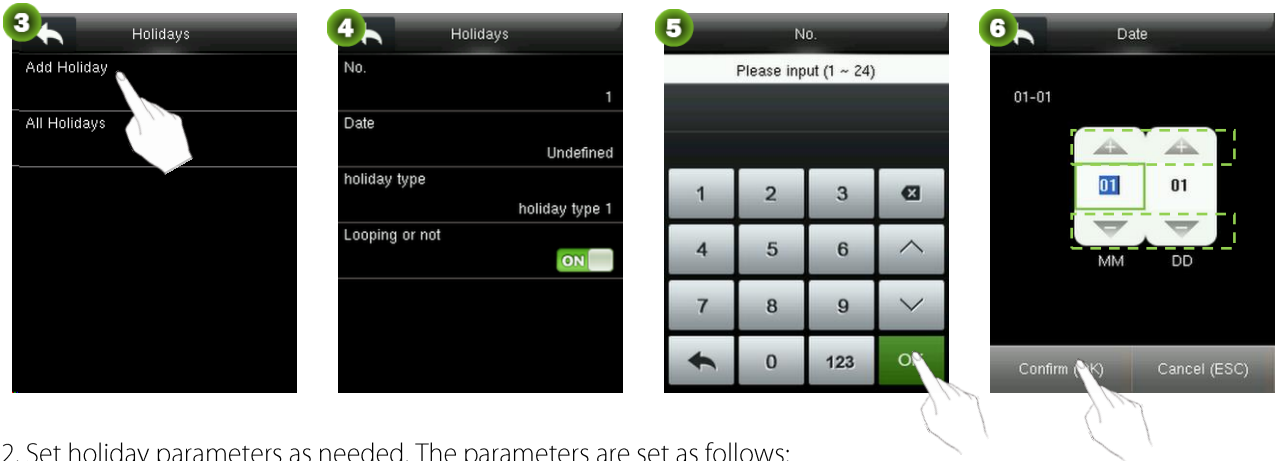 3
Holidays
Add Holiday
All Holidays
4
Holidays
No.
1
Date
Undefined
holiday type
holiday type 1
Looping or not
ON
5
No.
Please input (1 ~ 24)
1 2 3
4 5 6
7 8 9
0 123
6
Date
01-01
01 01
MM DD
Confirm (OK) Cancel (ESC)
2. Set holiday parameters as needed. The parameters are set as follows: